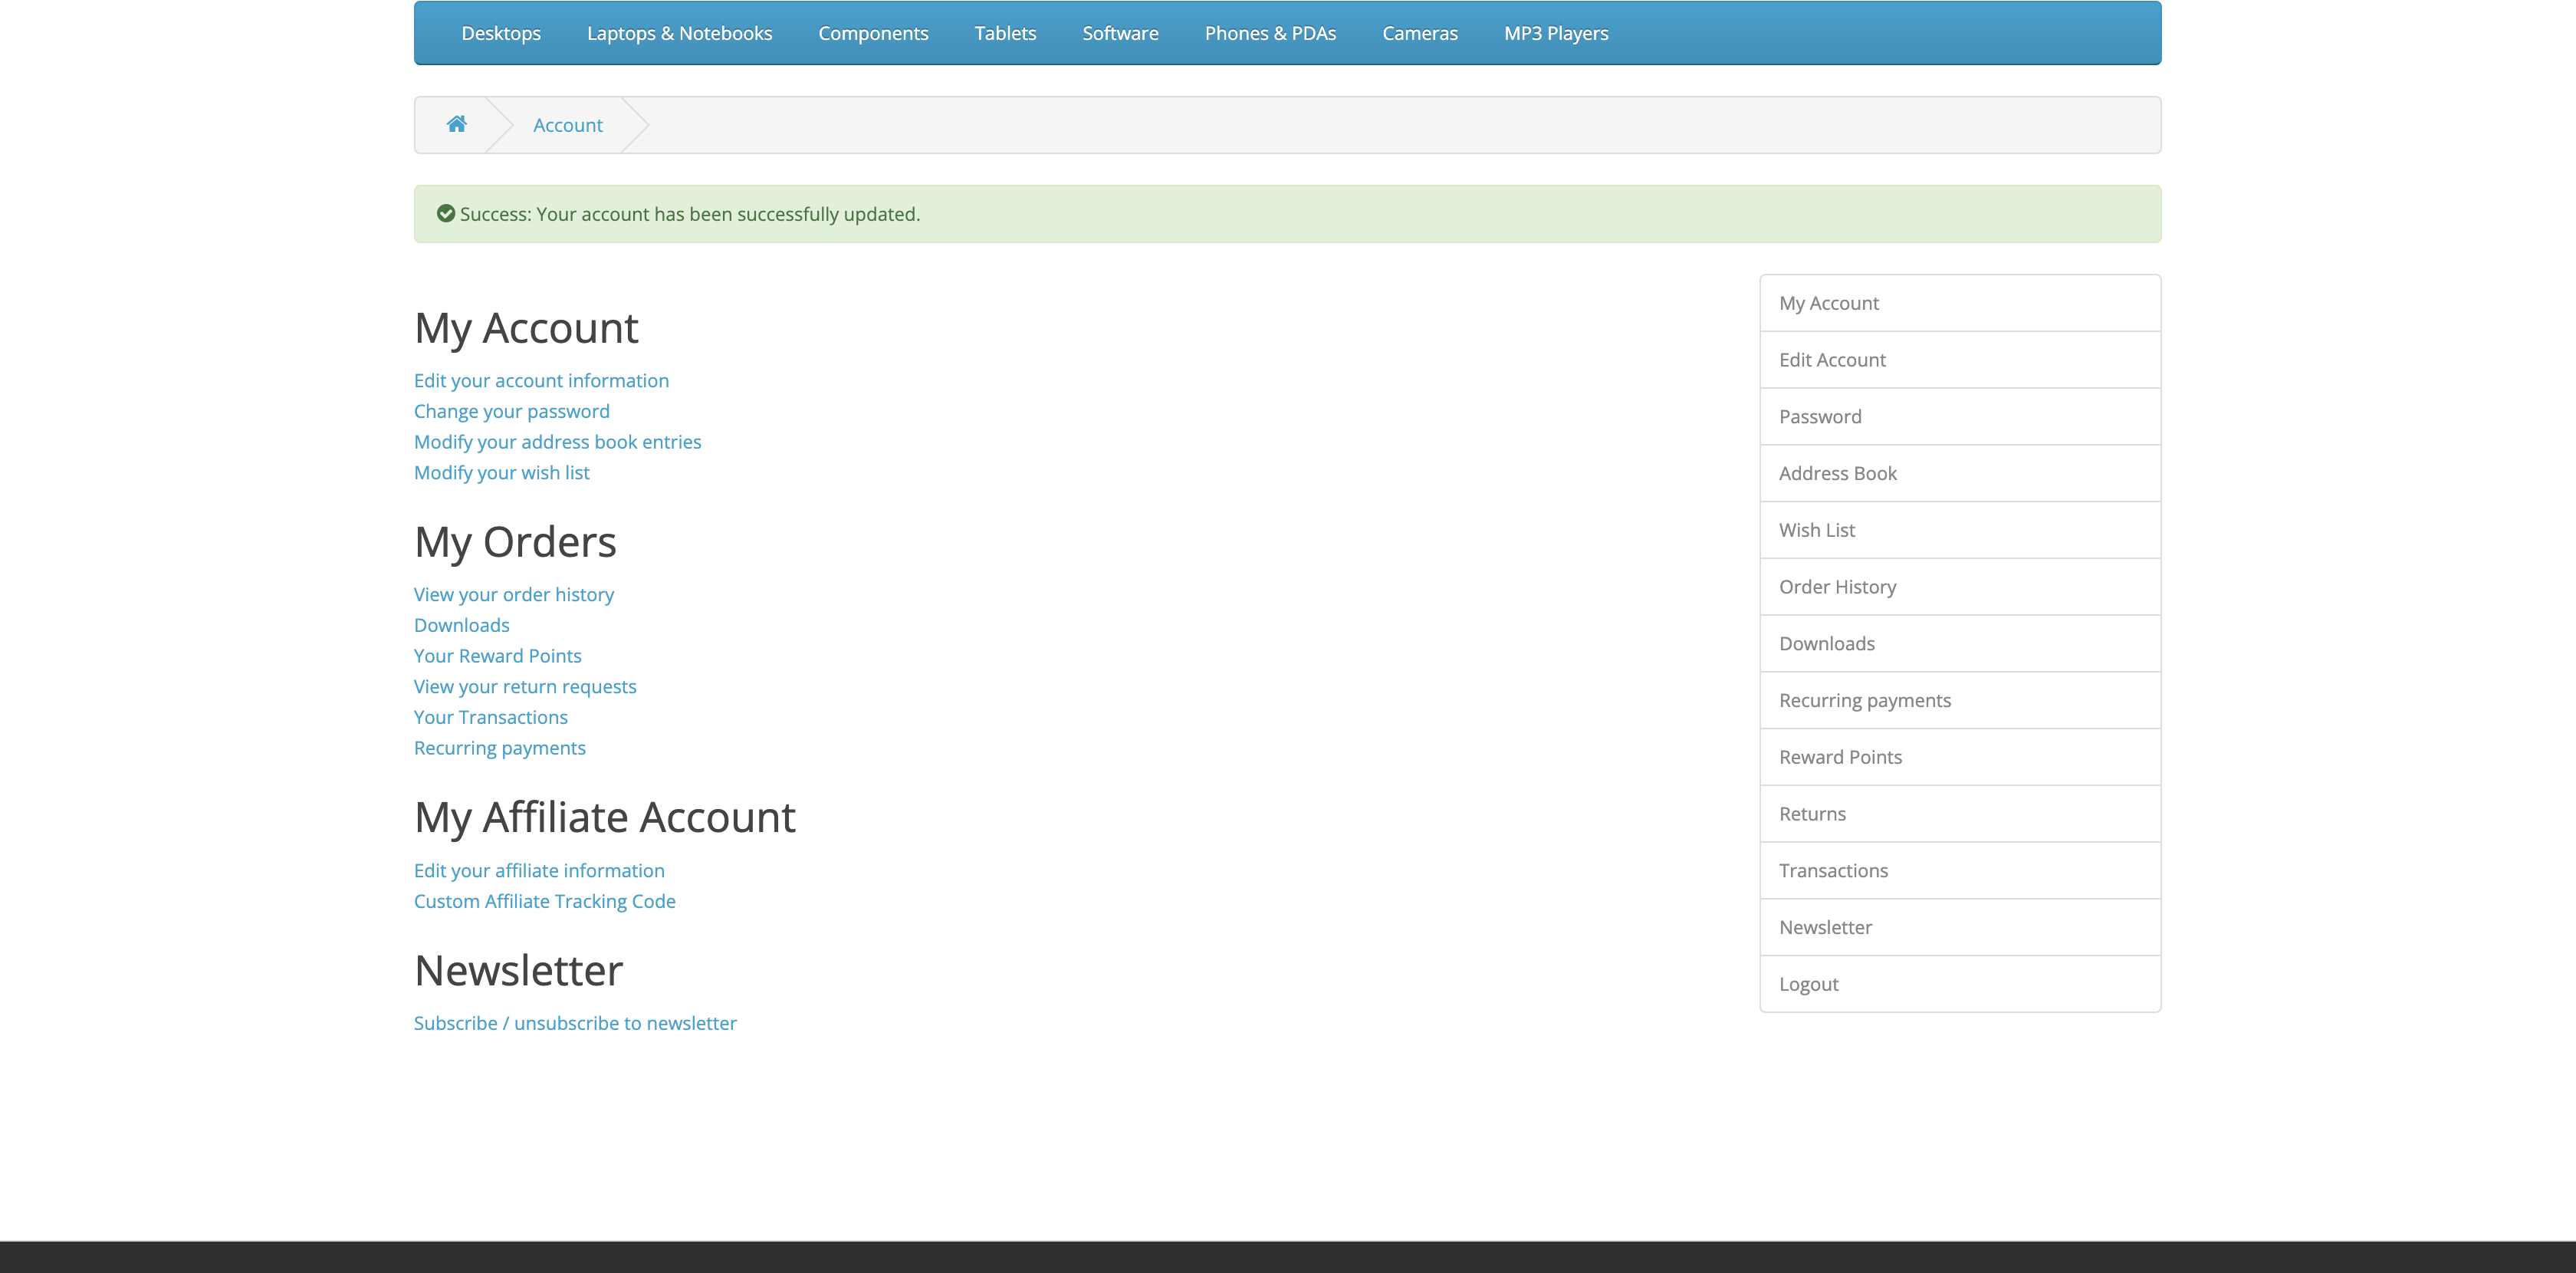 Desktops Laptops & Notebooks Components Tablets Software Phones & PDAs Cameras MP3 Players
Account
Success: Your account has been successfully updated.
My Account
Edit your account information
Change your password
Modify your address book entries
Modify your wish list
My Orders
View your order history
Downloads
Your Reward Points
View your return requests
Your Transactions
Recurring payments
My Affiliate Account
Edit your affiliate information
Custom Affiliate Tracking Code
Newsletter
Subscribe / unsubscribe to newsletter
My Account
Edit Account
Password
Address Book
Wish List
Order History
Downloads
Recurring payments
Reward Points
Returns
Transactions
Newsletter
Logout